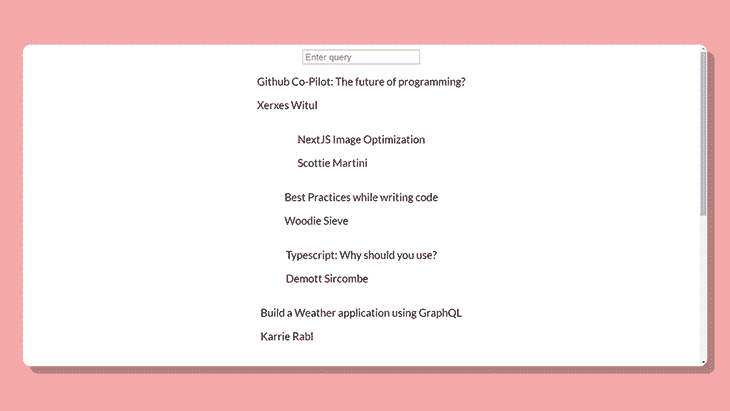 Enter query
Github Co-Pilot: The future of programming?
Xerxes Witul
NextJS Image Optimization
Scottie Martini
Best Practices while writing code
Woodie Sieve
Typescript: Why should you use?
Demott Sircombe
Build a Weather application using GraphQL
Karrie Rabl